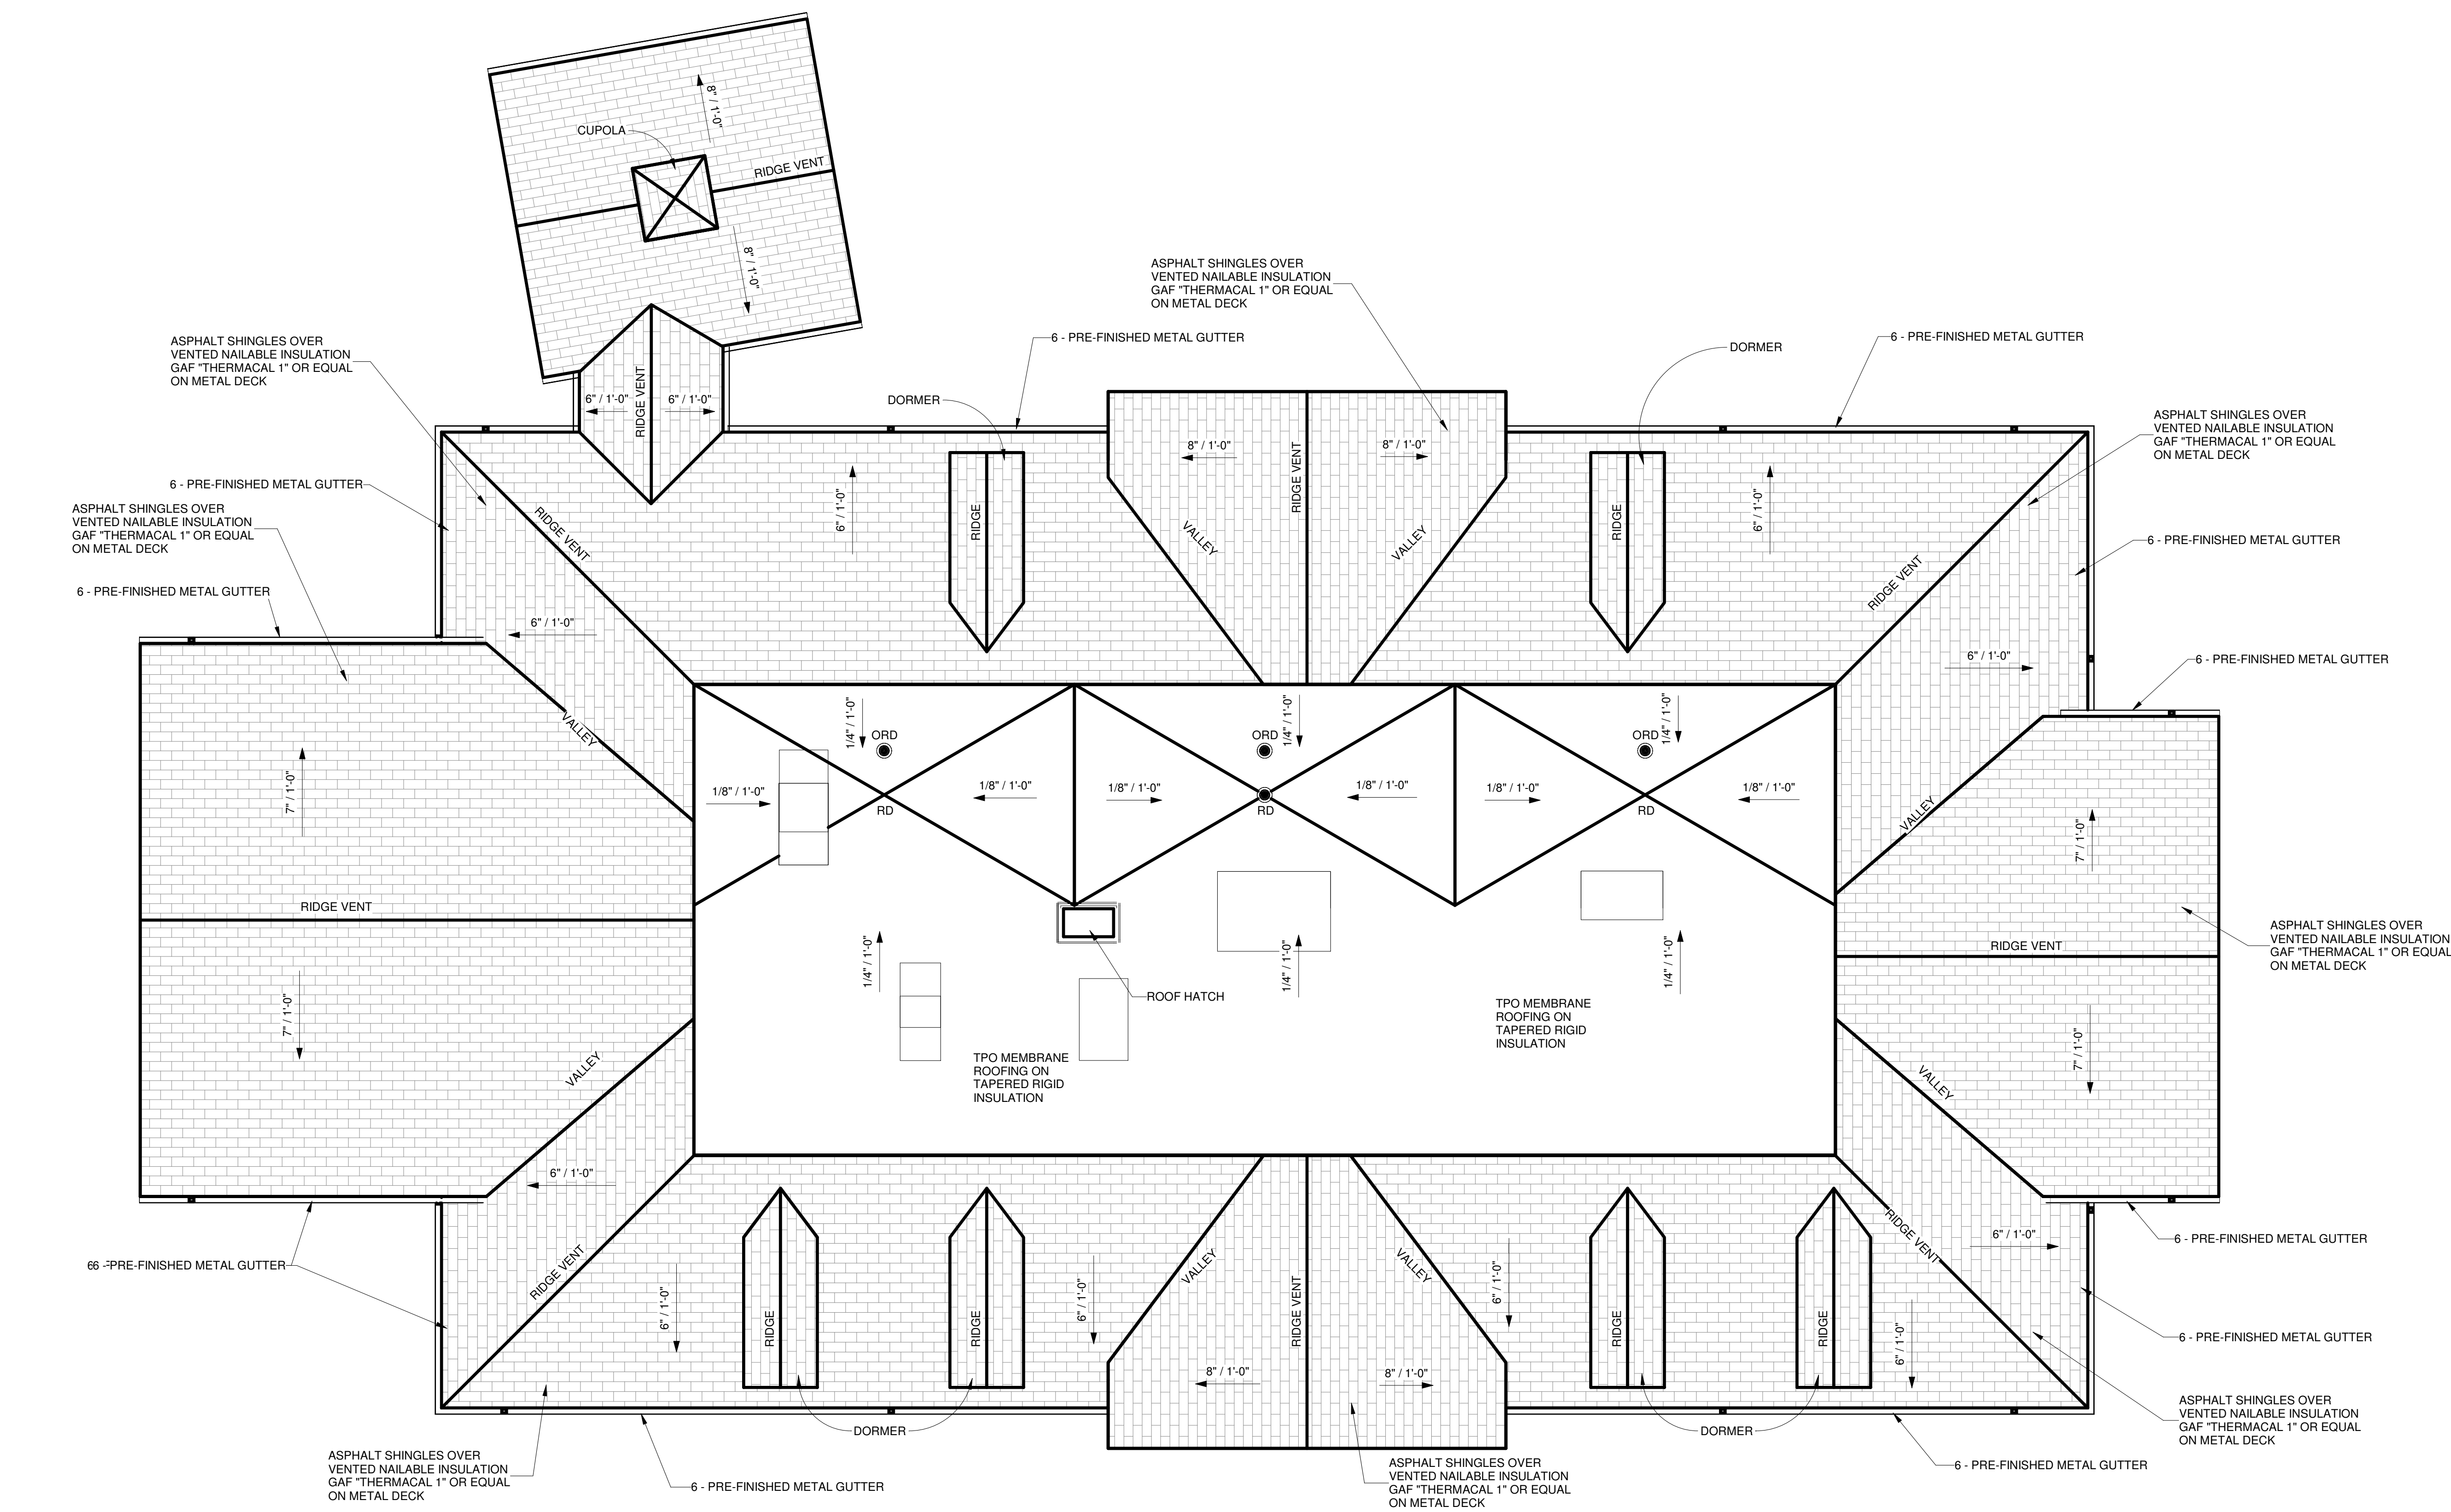 CUPOLA
8" / 1'-0"
RIDGE VENT
8" / 1'-0"
ASPHALT SHINGLES OVER
VENTED NAILABLE INSULATION
GAF "THERMACAL 1" OR EQUAL
ON METAL DECK
ASPHALT SHINGLES OVER
VENTED NAILABLE INSULATION
GAF "THERMACAL 1" OR EQUAL
ON METAL DECK
6 - PRE-FINISHED METAL GUTTER
DORMER
6 - PRE-FINISHED METAL GUTTER
6" / 1'-0"
RIDGE VENT
6" / 1'-0"
DORMER
ASPHALT SHINGLES OVER
VENTED NAILABLE INSULATION
GAF "THERMACAL 1" OR EQUAL
ON METAL DECK
8" / 1'-0"
RIDGE VENT
8" / 1'-0"
6 - PRE-FINISHED METAL GUTTER
ASPHALT SHINGLES OVER
VENTED NAILABLE INSULATION
GAF "THERMACAL 1" OR EQUAL
ON METAL DECK
RIDGE VENT
6" / 1'-0"
RIDGE
VALLEY
VALLEY
RIDGE
6" / 1'-0"
RIDGE VENT
6 - PRE-FINISHED METAL GUTTER
6 - PRE-FINISHED METAL GUTTER
6" / 1'-0"
6" / 1'-0"
6 - PRE-FINISHED METAL GUTTER
VALLEY
1/4" / 1'-0"
ORD
ORD
1/4" / 1'-0"
ORD
1/4" / 1'-0"
7" / 1'-0"
1/8" / 1'-0"
RD
1/8" / 1'-0"
1/8" / 1'-0"
RD
1/8" / 1'-0"
1/8" / 1'-0"
RD
1/8" / 1'-0"
VALLEY
7" / 1'-0"
RIDGE VENT
RIDGE VENT
ASPHALT SHINGLES OVER
VENTED NAILABLE INSULATION
GAF "THERMACAL 1" OR EQUAL
ON METAL DECK
7" / 1'-0"
1/4" / 1'-0"
ROOF HATCH
1/4" / 1'-0"
1/4" / 1'-0"
TPO MEMBRANE
ROOFING ON
TAPERED RIGID
INSULATION
TPO MEMBRANE
ROOFING ON
TAPERED RIGID
INSULATION
7" / 1'-0"
VALLEY
VALLEY
6" / 1'-0"
RIDGE VENT
RIDGE VENT
6" / 1'-0"
6 - PRE-FINISHED METAL GUTTER
PRE-FINISHED METAL GUTTER
6" / 1'-0"
RIDGE
RIDGE
6" / 1'-0"
VALLEY
RIDGE VENT
VALLEY
6" / 1'-0"
RIDGE
RIDGE
6" / 1'-0"
6 - PRE-FINISHED METAL GUTTER
8" / 1'-0"
8" / 1'-0"
DORMER
DORMER
ASPHALT SHINGLES OVER
VENTED NAILABLE INSULATION
GAF "THERMACAL 1" OR EQUAL
ON METAL DECK
ASPHALT SHINGLES OVER
VENTED NAILABLE INSULATION
GAF "THERMACAL 1" OR EQUAL
ON METAL DECK
6 - PRE-FINISHED METAL GUTTER
ASPHALT SHINGLES OVER
VENTED NAILABLE INSULATION
GAF "THERMACAL 1" OR EQUAL
ON METAL DECK
6 - PRE-FINISHED METAL GUTTER